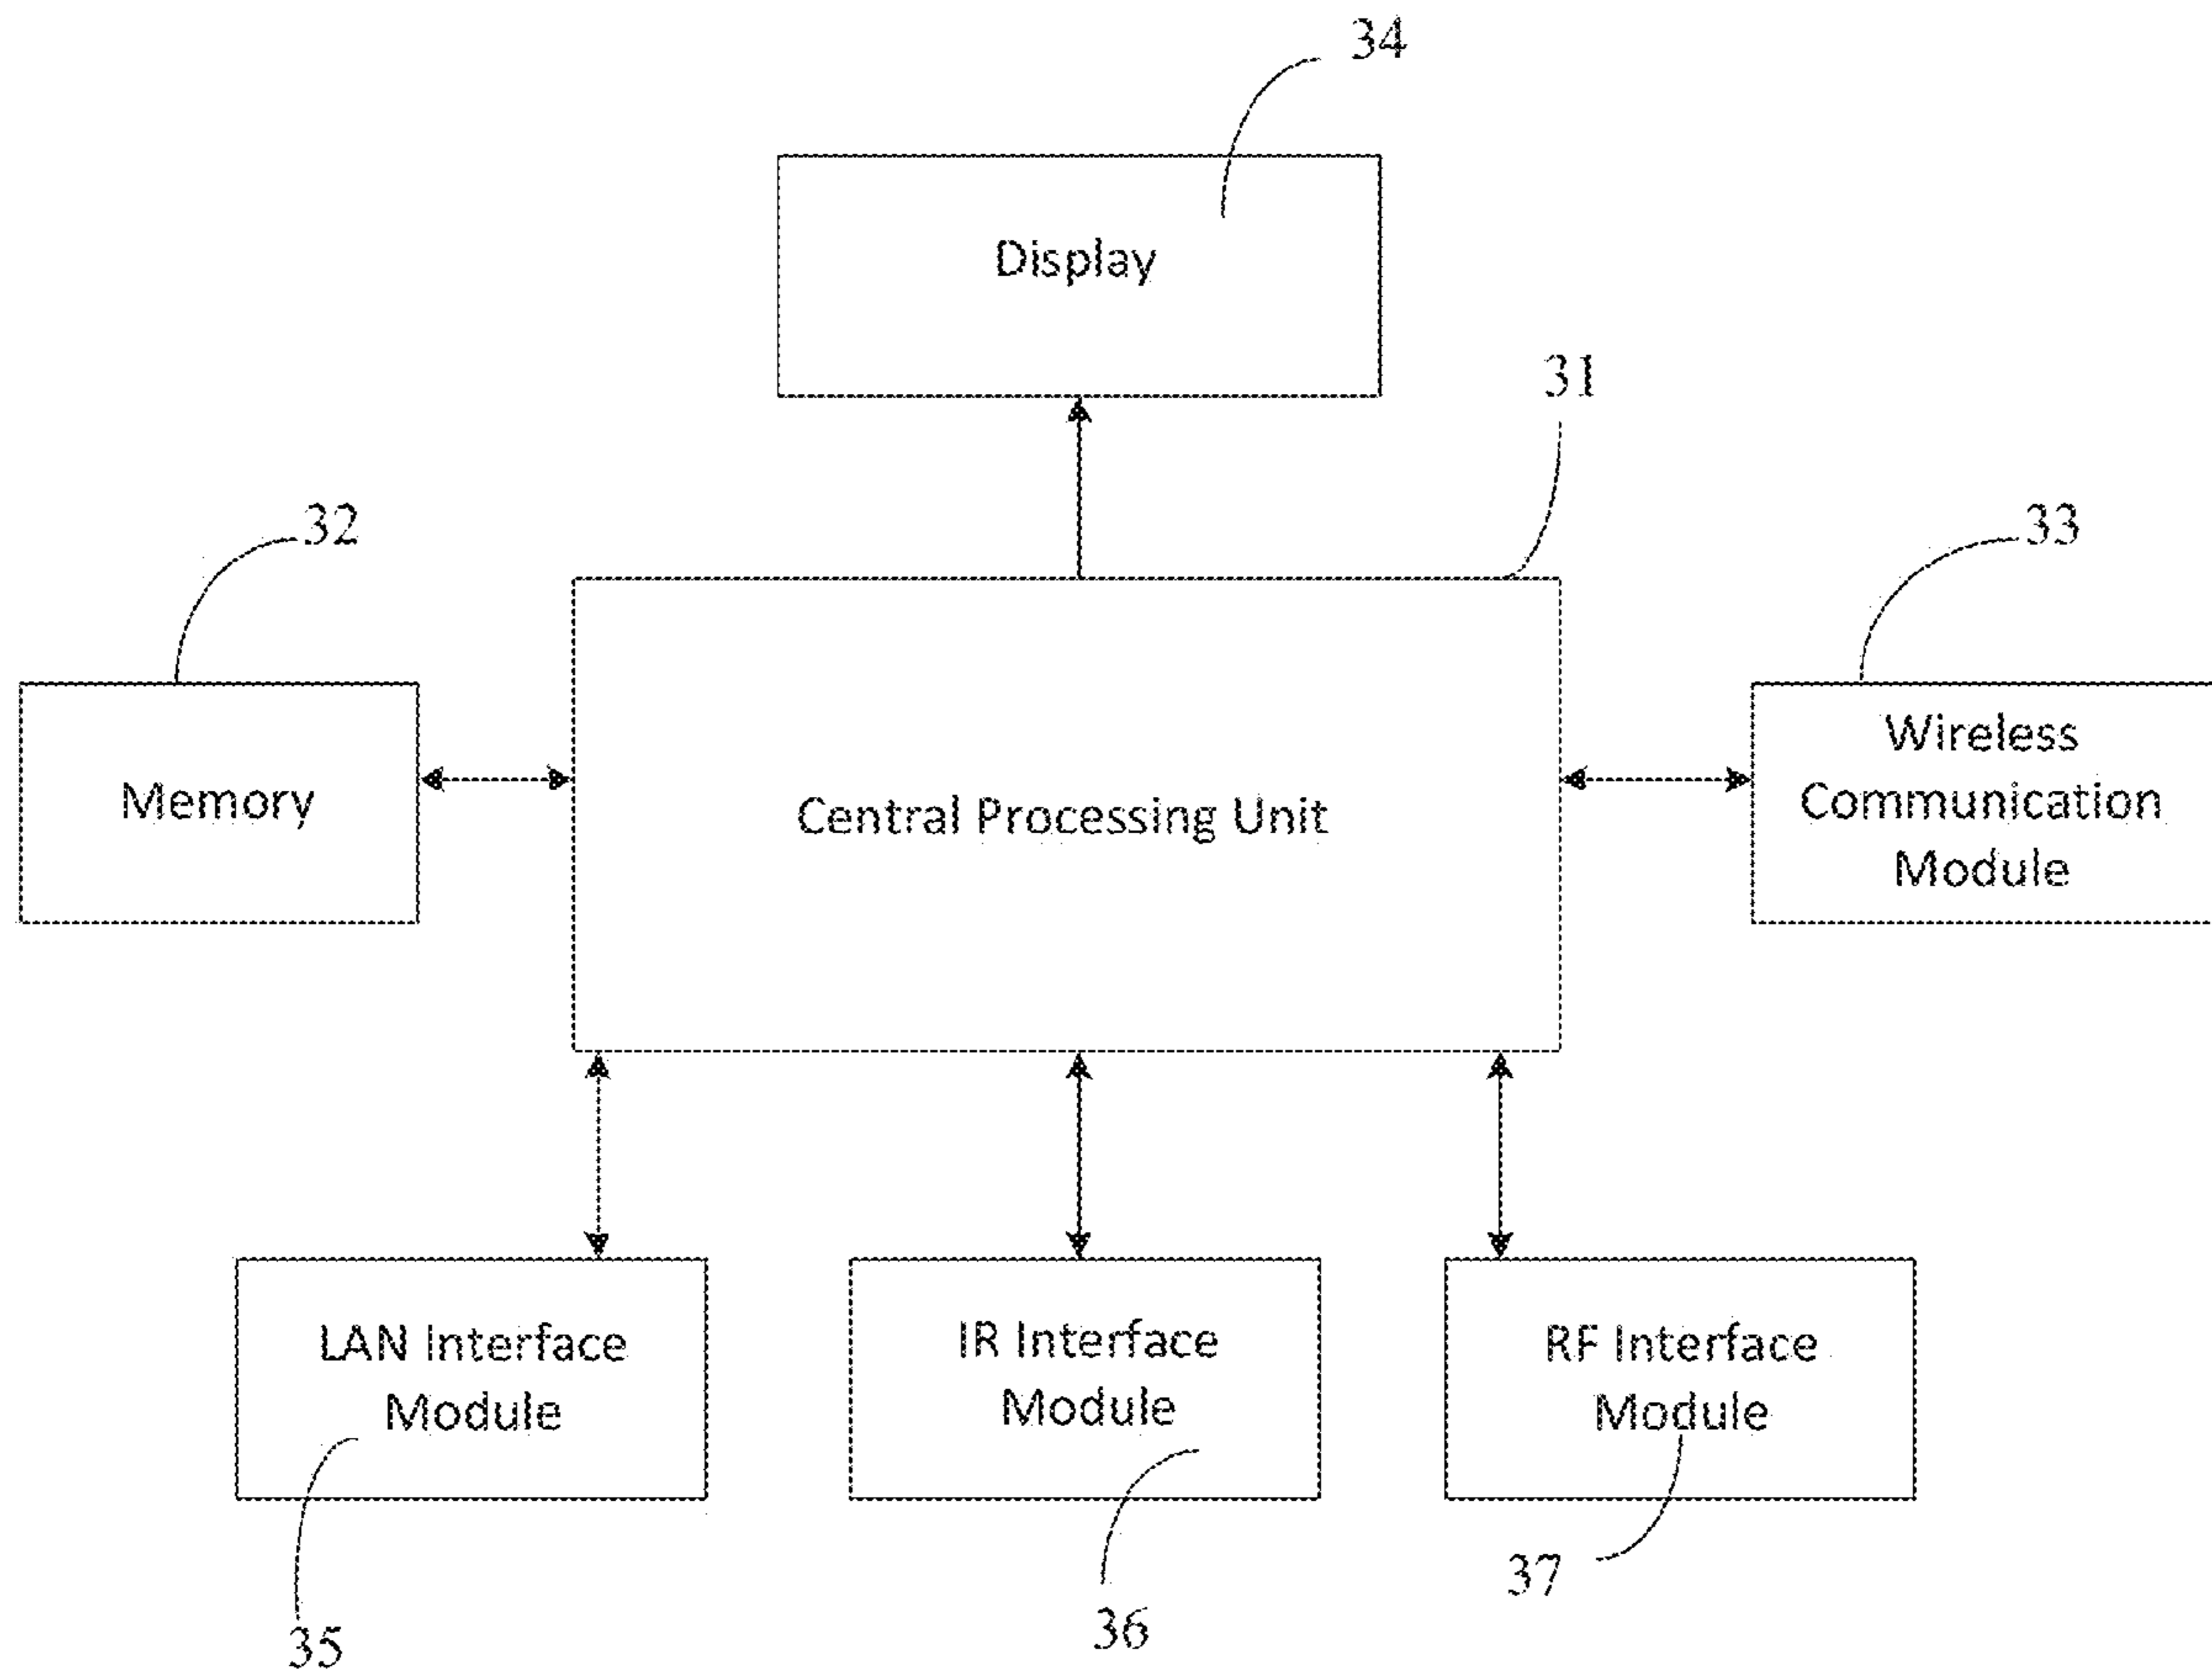 34
Display
31
32
33
Memory
Central Processing Unit
Wireless
Communication
Module
LAN Interface
Module
IR Interface
Module
RF Interface
Module
35
36
37